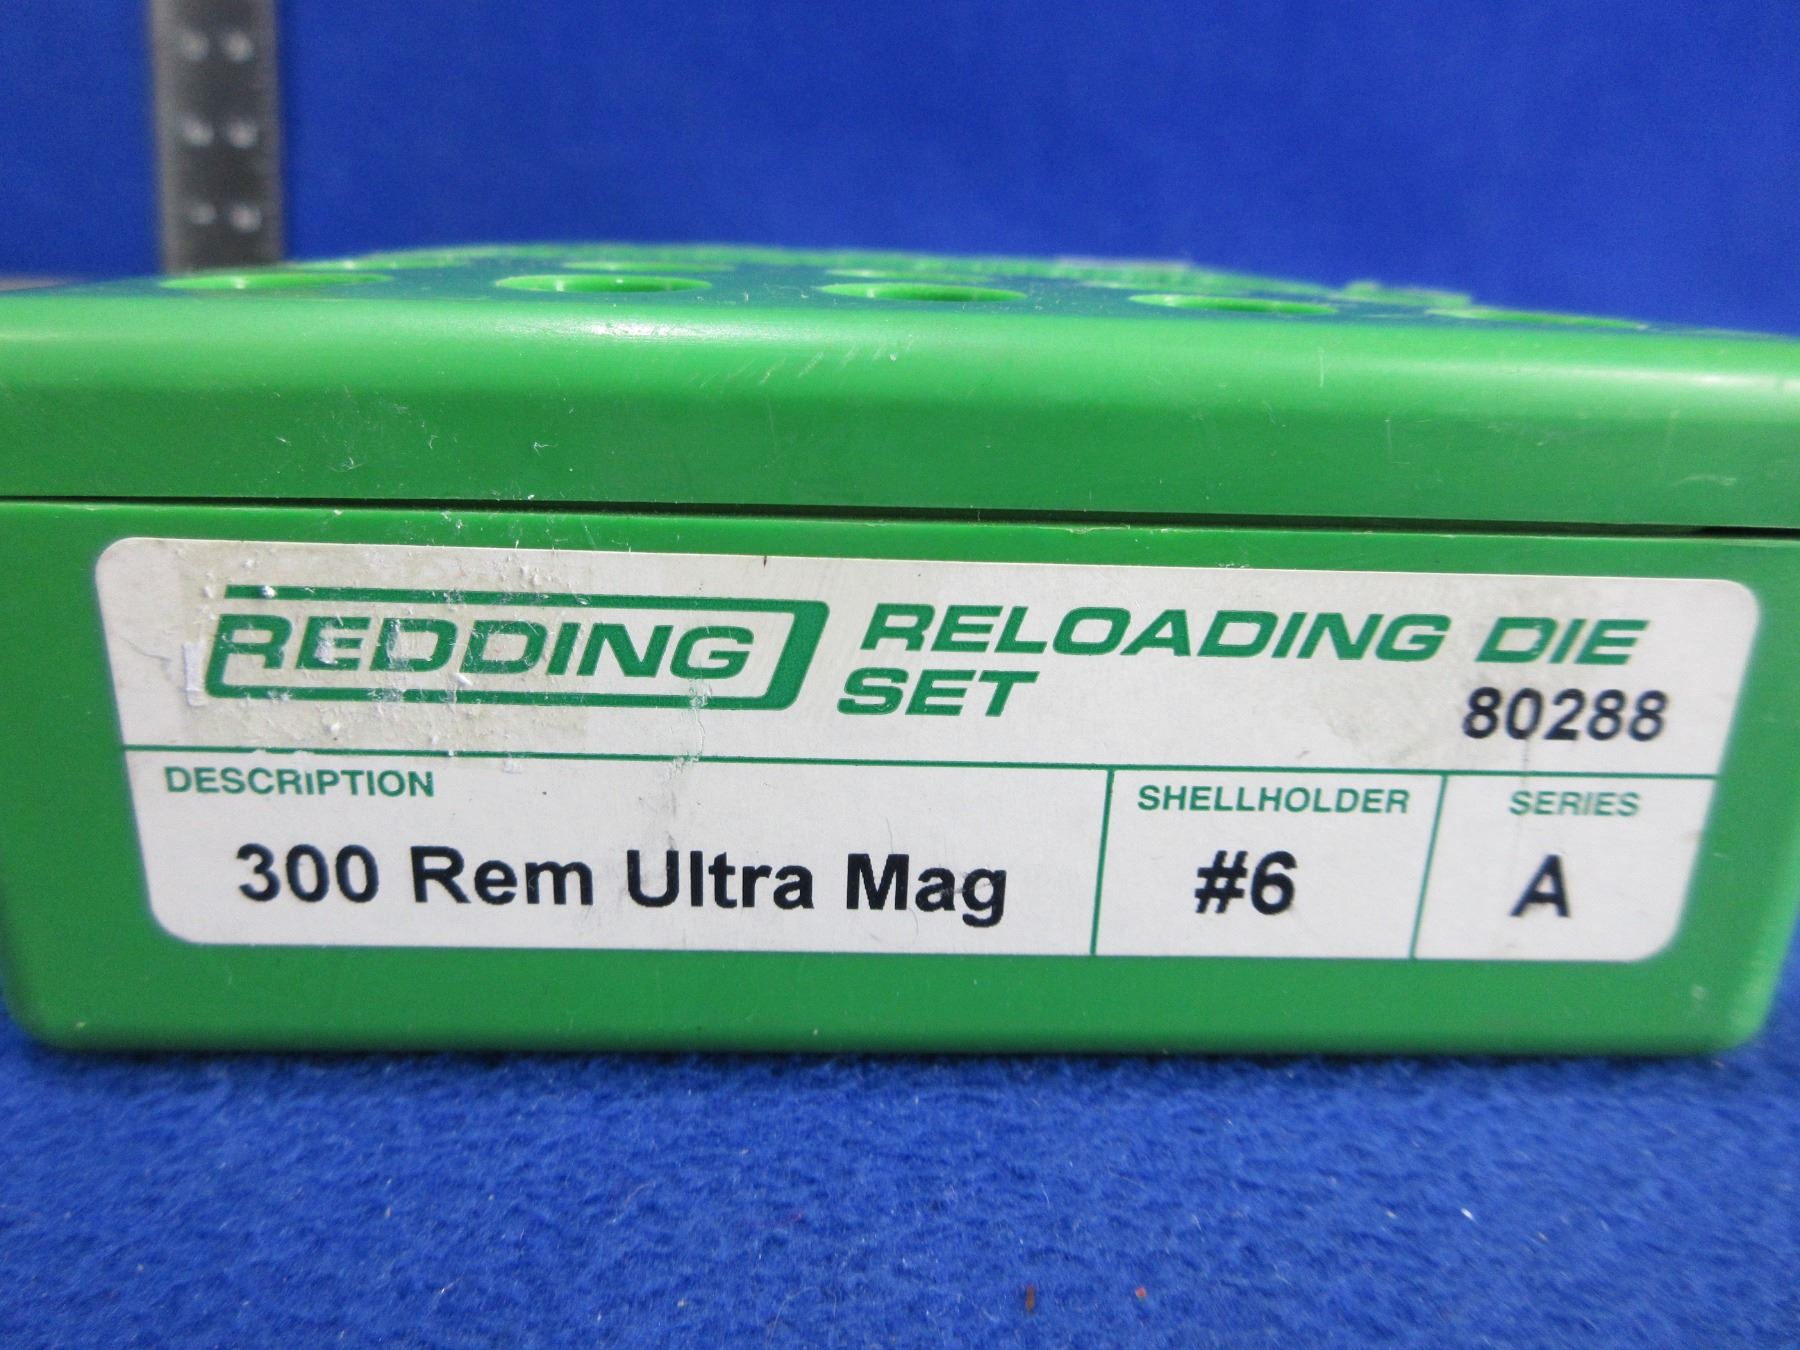 REDDING RELOADING DIE
SET
80288
DESCRIPTION SHELLHOLDER SERIES
300 Rem Ultra Mag #6 A